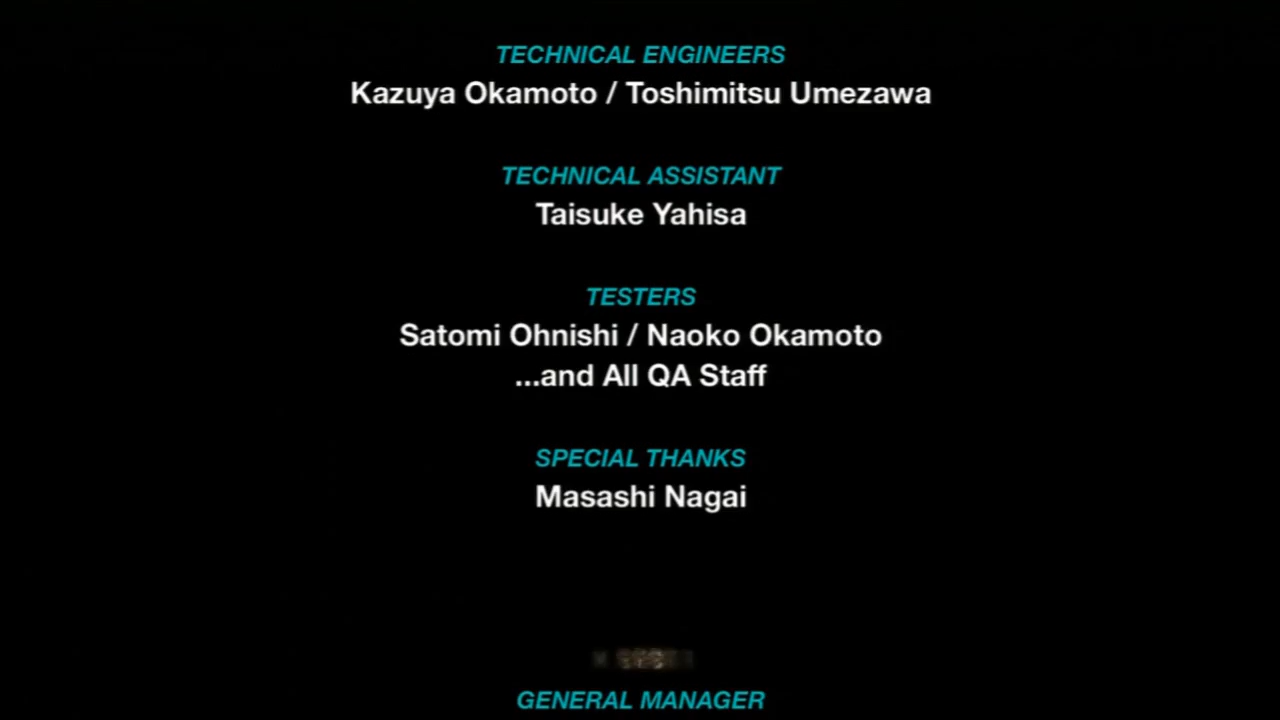 TECHNICAL ENGINEERS
Kazuya Okamoto / Toshimitsu Umezawa
TECHNICAL ASSISTANT
Taisuke Yahisa
TESTERS
Satomi Ohnishi / Naoko Okamoto
...and All QA Staff
SPECIAL THANKS
Masashi Nagai
GENERAL MANAGER